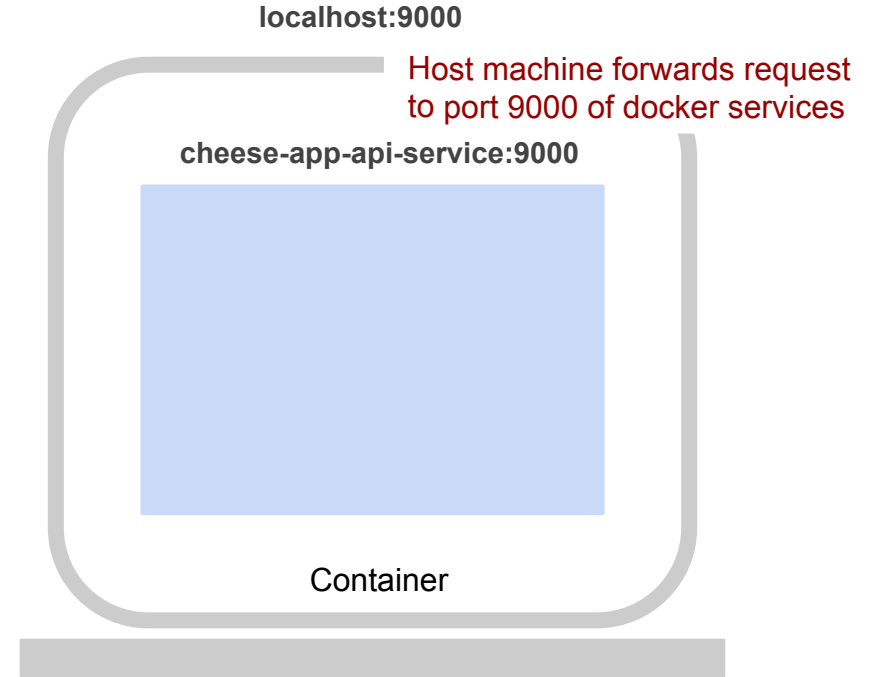 localhost:9000
Host machine forwards request
to port 9000 of docker services
cheese-app-api-service:9000
Container